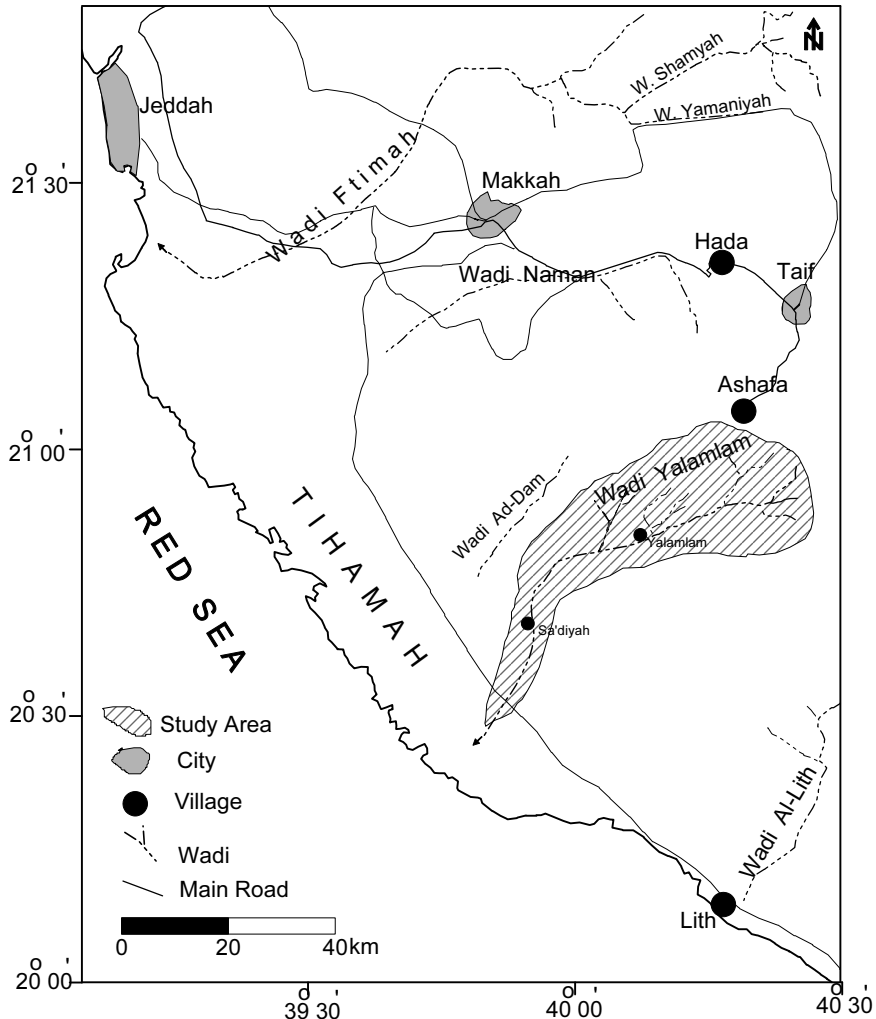 N
W. Shamyah
Jeddah
W. Yamaniyah
Wadi Ftimah
21° 30'
Makkah
Hada
Wadi Naman
Taif
Ashafa
21° 00'
Wadi Yalamlam
Wadi Ad-Dam
Yalamlam
TIHAMAH
RED SEA
Sa'diyah
20° 30'
Study Area
City
Village
Wadi
Main Road
Wadi Al-Lith
Lith
0 20 40km
20° 00'
39° 30' 40° 00' 40° 30'